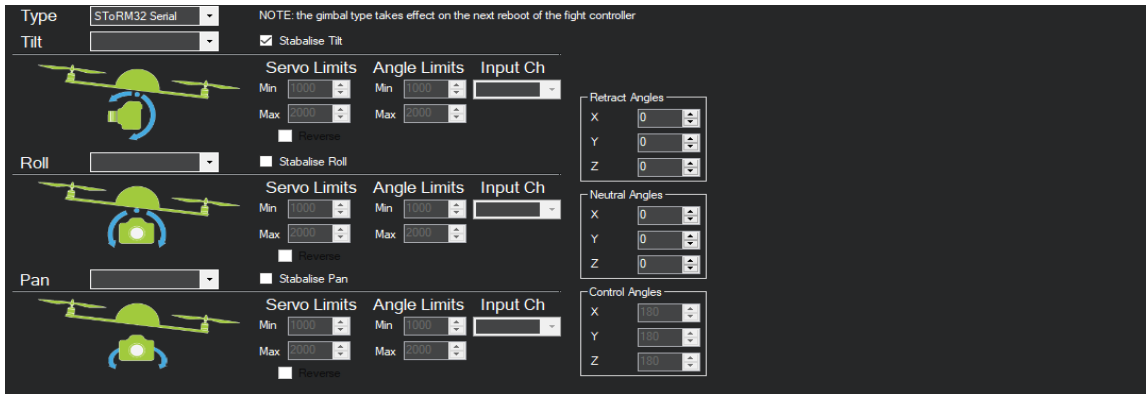 Type SToRM32 Serial NOTE: the gimbal type takes effect on the next reboot of the fight controller
Tilt Stabalise Tilt
Servo Limits Angle Limits Input Ch
Min 1000 Min 1000
Max 2000 Max 2000
Reverse
Roll Stabalise Roll
Servo Limits Angle Limits Input Ch
Min 1000 Min 1000
Max 2000 Max 2000
Reverse
Pan Stabalise Pan
Servo Limits Angle Limits Input Ch
Min 1000 Min 1000
Max 2000 Max 2000
Reverse
Retract Angles
X 0
Y 0
Z 0
Neutral Angles
X 0
Y 0
Z 0
Control Angles
X 180
Y 180
Z 180